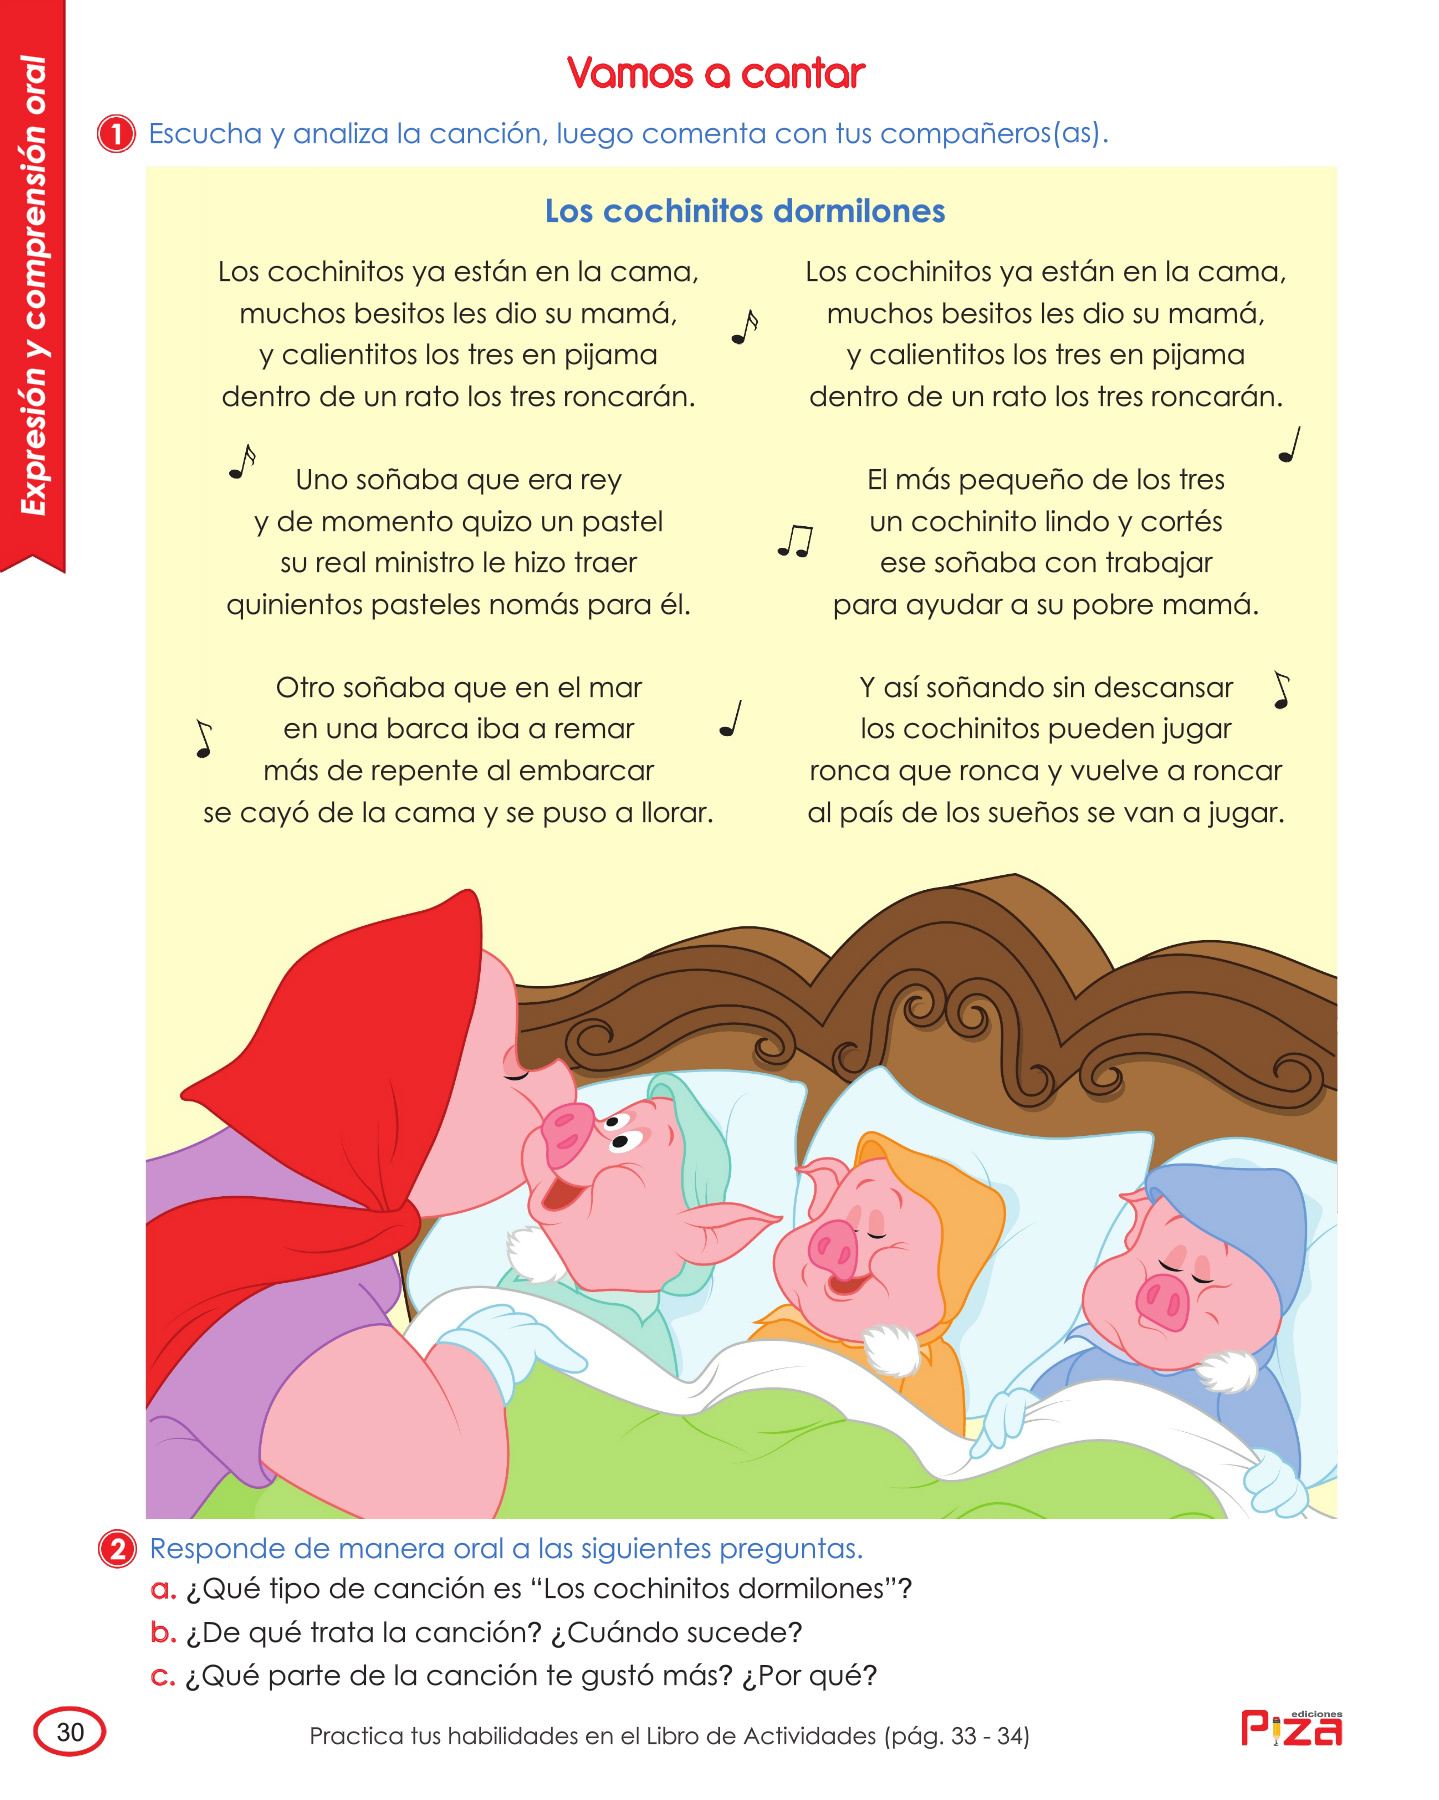 Expresión y comprensión oral
Vamos a cantar
1 Escucha y analiza la canción, luego comenta con tus compañeros(as).
Los cochinitos dormilones
Los cochinitos ya están en la cama,
muchos besitos les dio su mamá,
y calientitos los tres en pijama
dentro de un rato los tres roncarán.
Uno soñaba que era rey
y de momento quizo un pastel
su real ministro le hizo traer
quinientos pasteles nomás para él.
Otro soñaba que en el mar
en una barca iba a remar
más de repente al embarcar
se cayó de la cama y se puso a llorar.
Los cochinitos ya están en la cama,
muchos besitos les dio su mamá,
y calientitos los tres en pijama
dentro de un rato los tres roncarán.
El más pequeño de los tres
un cochinito lindo y cortés
ese soñaba con trabajar
para ayudar a su pobre mamá.
Y así soñando sin descansar
los cochinitos pueden jugar
ronca que ronca y vuelve a roncar
al país de los sueños se van a jugar.
2 Responde de manera oral a las siguientes preguntas.
a. ¿Qué tipo de canción es “Los cochinitos dormilones”?
b. ¿De qué trata la canción? ¿Cuándo sucede?
c. ¿Qué parte de la canción te gustó más? ¿Por qué?
30
Practica tus habilidades en el Libro de Actividades (pág. 33 - 34)
ediciones
Piza